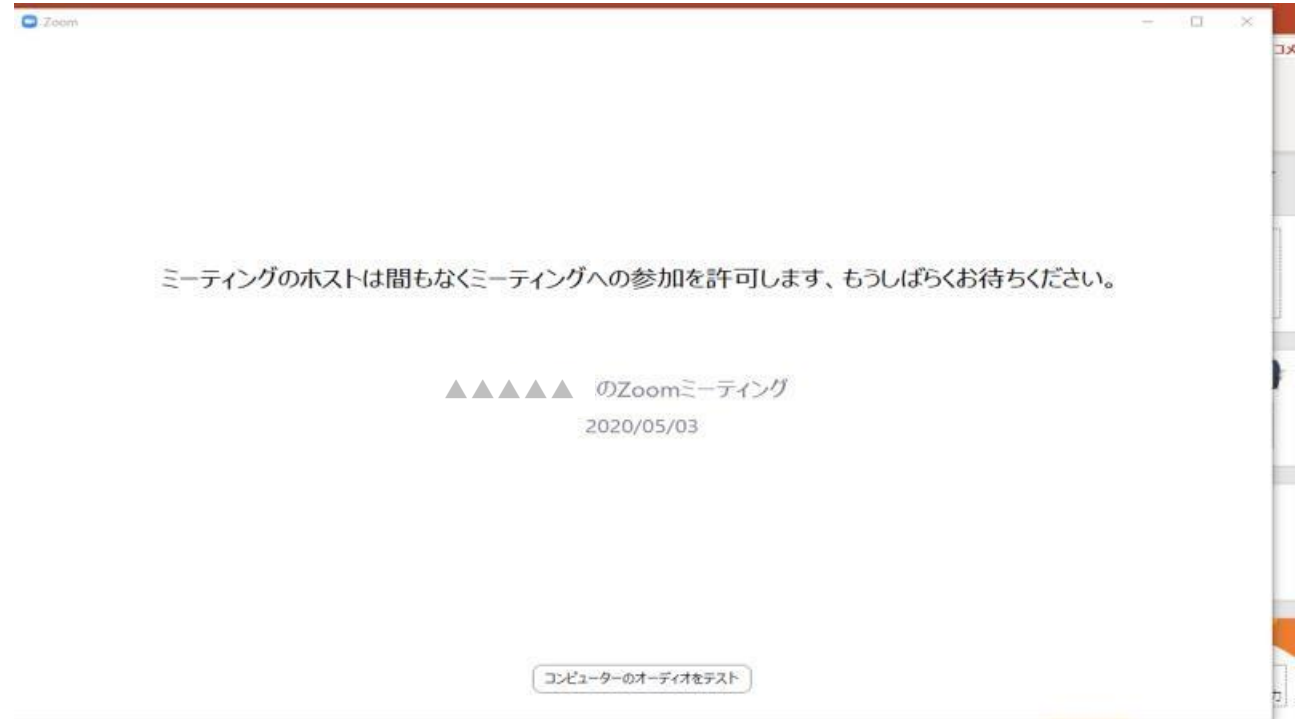 Zoom
コメ
ミーティングのホストは間もなくミーティングへの参加を許可します、もうしばらくお待ちください。
▲▲▲▲▲ のZoomミーティング
2020/05/03
コンピューターのオーディオをテスト
カ